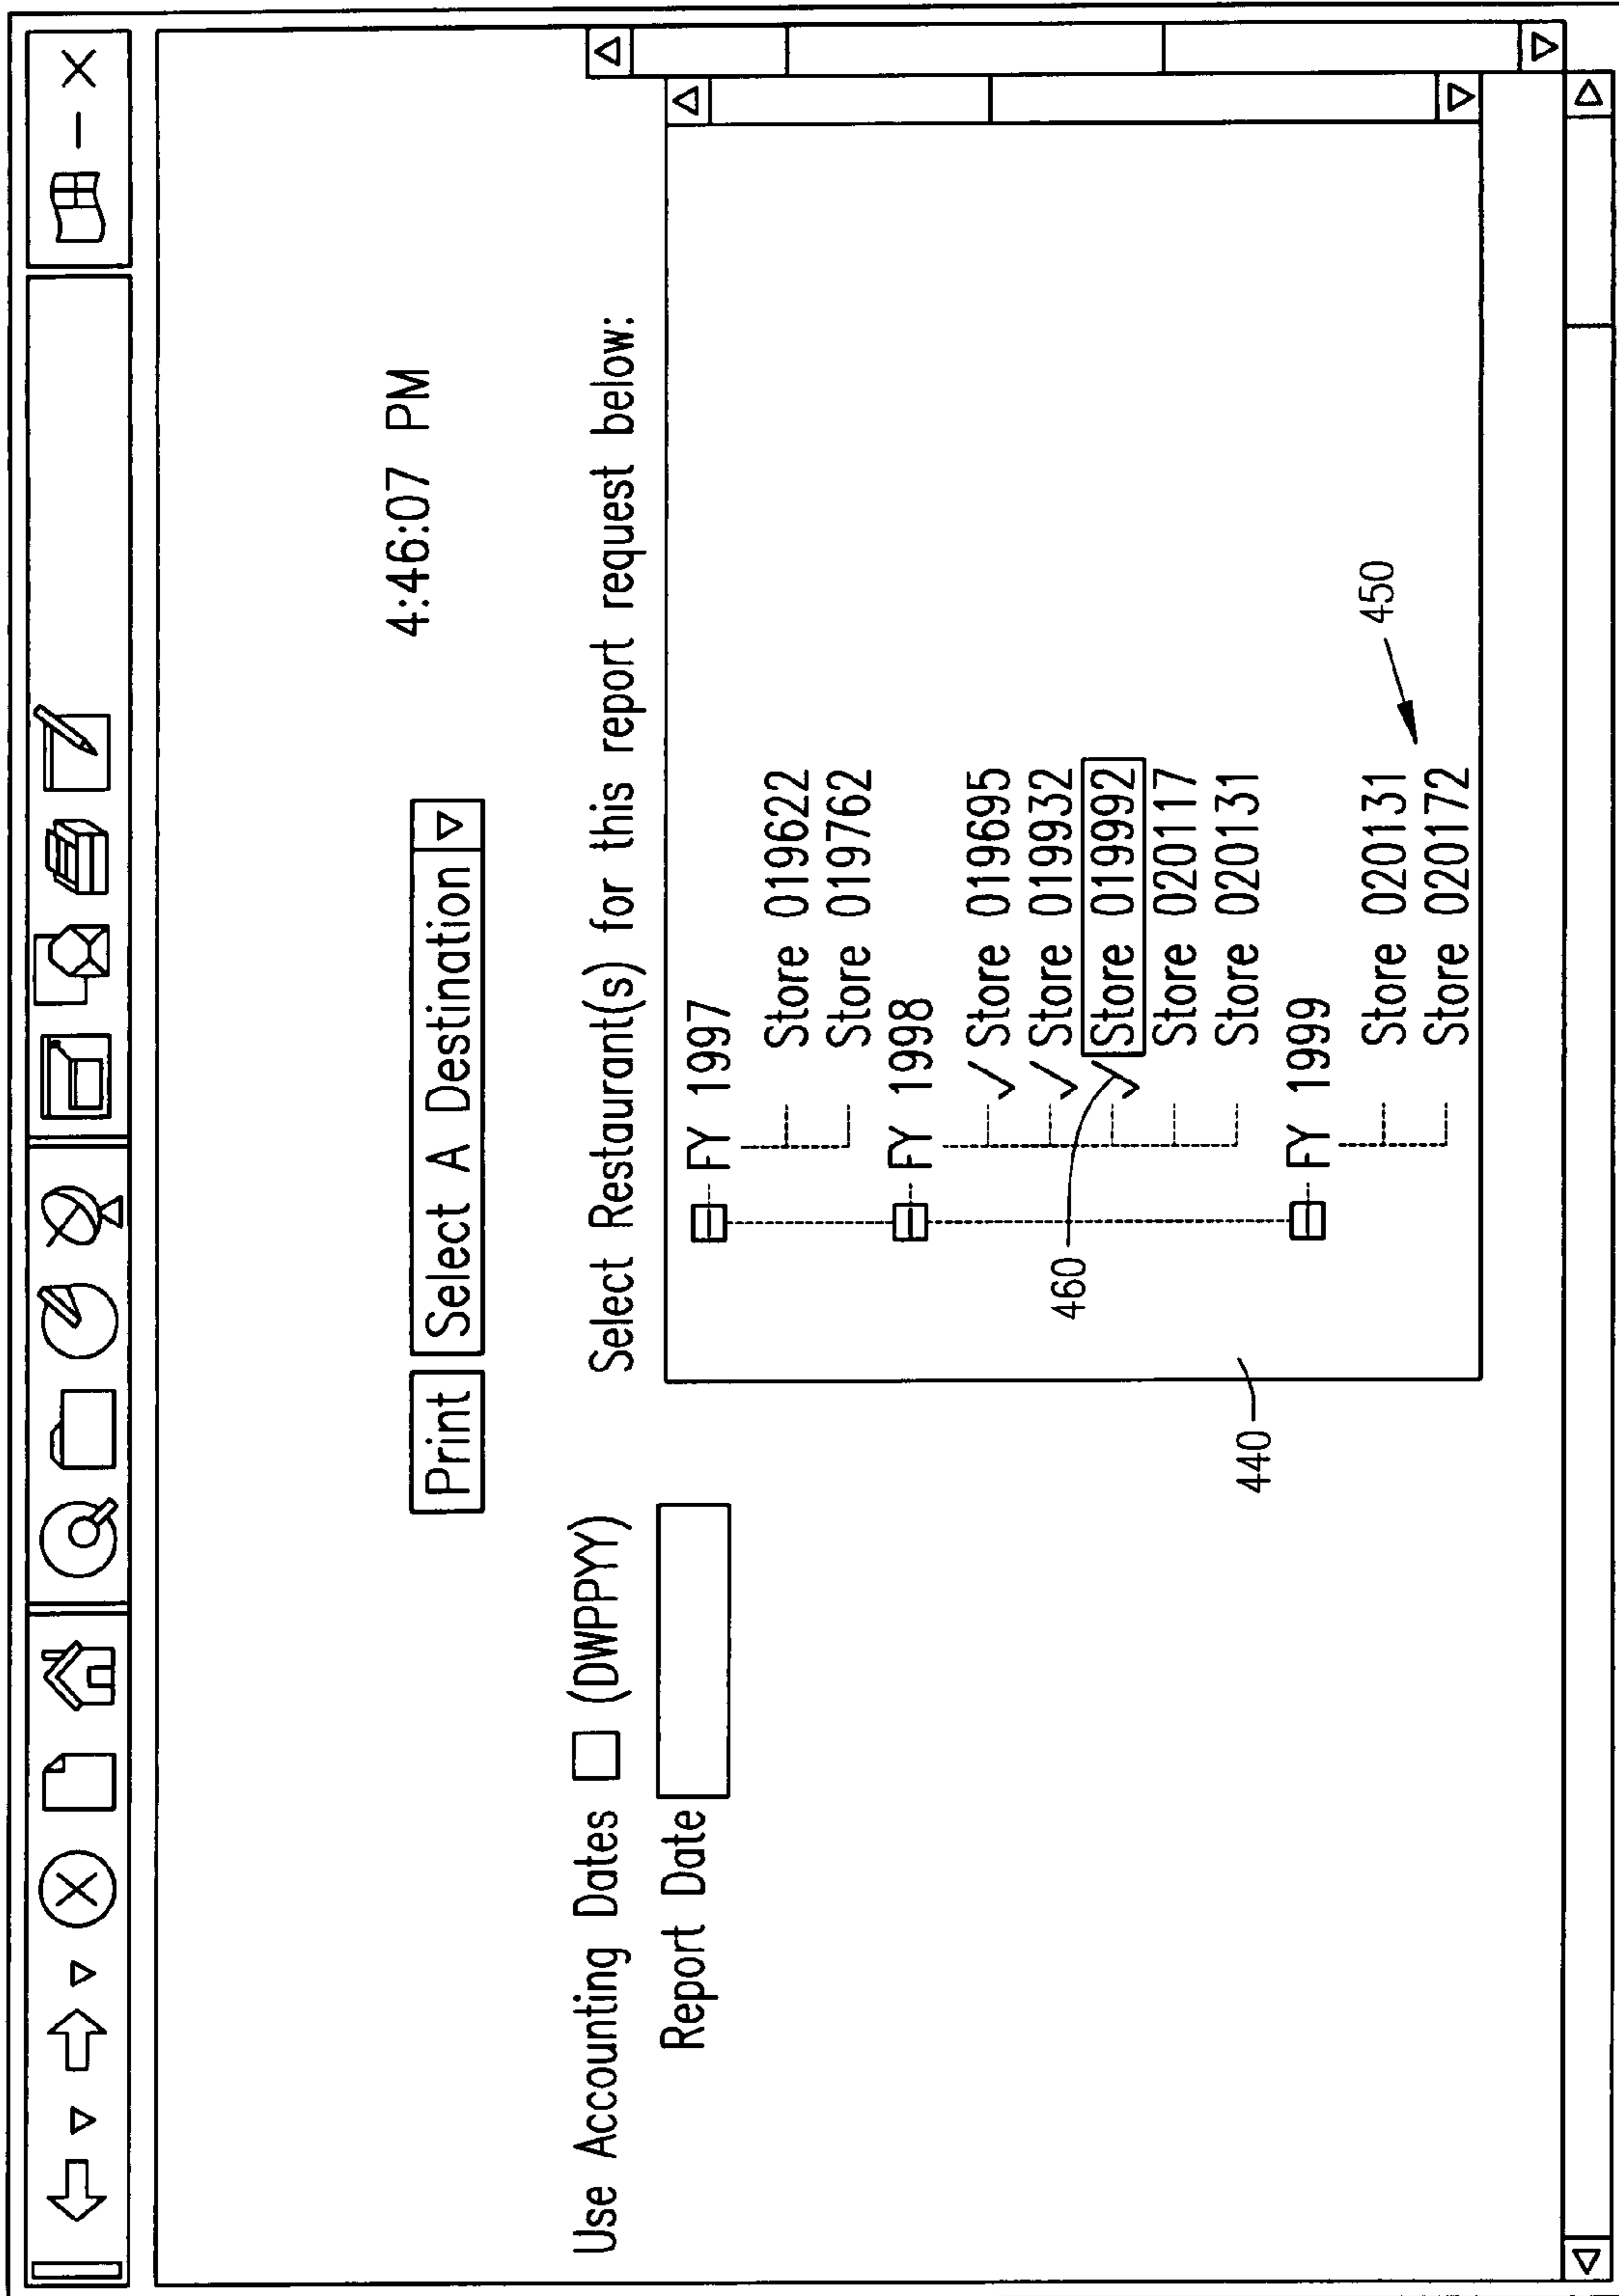 4:46:07 PM
Print Select A Destination
Use Accounting Dates (DWPPYY)
Report Date
Select Restaurant(s) for this report request below:
FY 1997
Store 019622
Store 019762
FY 1998
Store 019695
Store 019932
Store 019992
Store 020117
Store 020131
FY 1999
Store 020131
Store 020172
460
440
450